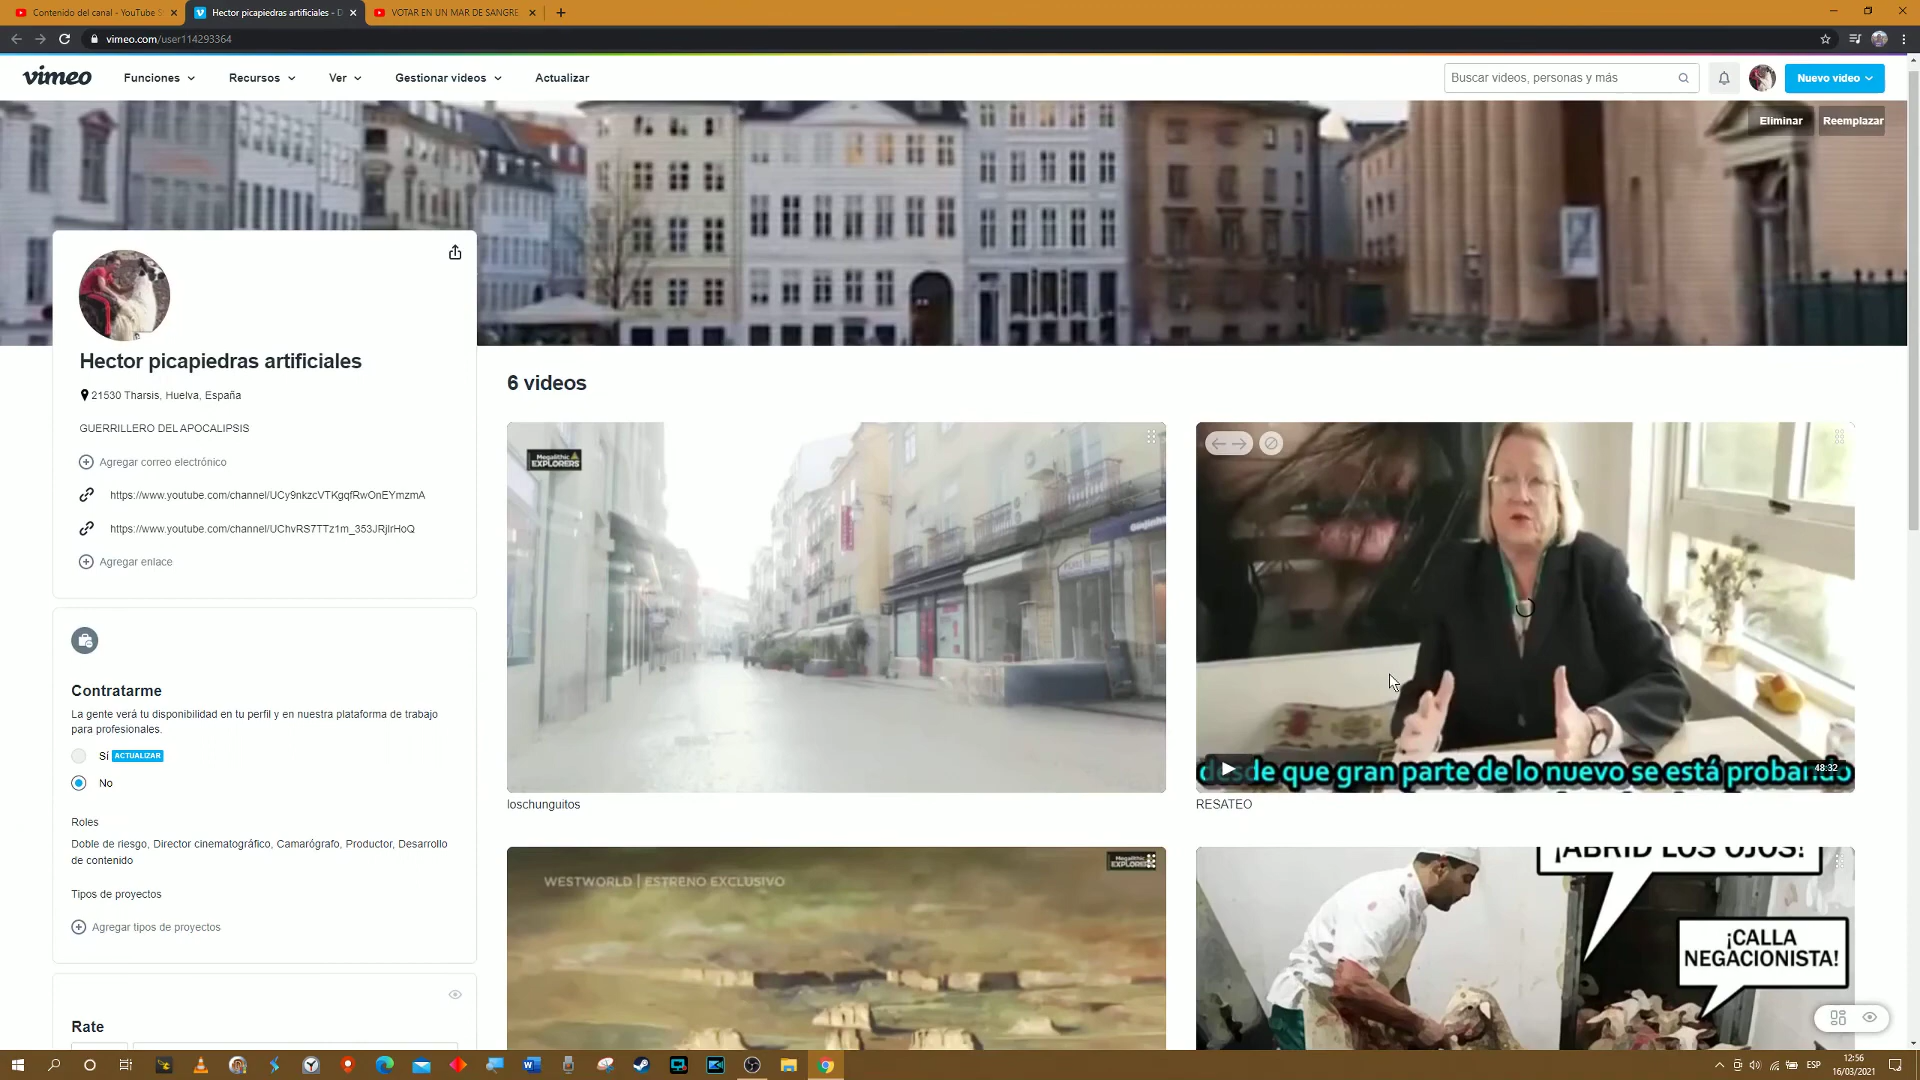 Contenido del canal - YouTube S
Hector picapiedras artificiales - D
VOTAR EN UN MAR DE SANGRE
vimeo.com/user114293364
vimeo
Funciones
Recursos
Ver
Gestionar videos
Actualizar
Buscar videos, personas y más
Nuevo video
Eliminar
Reemplazar
Hector picapiedras artificiales
21530 Tharsis, Huelva, España
GUERRILLERO DEL APOCALIPSIS
Agregar correo electrónico
https://www.youtube.com/channel/UCy9nkzcVTKgqfRwOnEYmzmA
https://www.youtube.com/channel/UChvRS7TTz1m_353JRjIrHoQ
Agregar enlace
6 videos
Megalithic
EXPLORERS
loschunguitos
desde que gran parte de lo nuevo se está probando
48:32
RESATEO
Contratarme
La gente verá tu disponibilidad en tu perfil y en nuestra plataforma de trabajo
para profesionales.
Sí ACTUALIZAR
No
Roles
Doble de riesgo, Director cinematográfico, Camarógrafo, Productor, Desarrollo
de contenido
Tipos de proyectos
Agregar tipos de proyectos
Rate
WESTWORLD | ESTRENO EXCLUSIVO
Megalithic
EXPLORERS
¡ABRID LOS OJOS!
¡CALLA
NEGACIONISTA!
ESP
12:56
16/03/2021